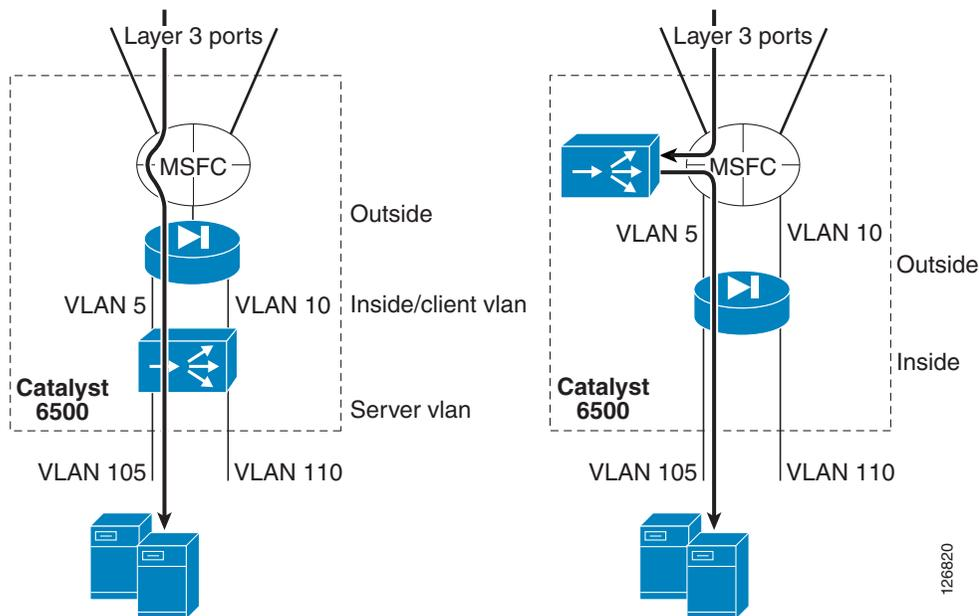 Layer 3 ports
MSFC
Outside
VLAN 5
VLAN 10
Inside/client vlan
Catalyst
6500
Server vlan
VLAN 105
VLAN 110
Layer 3 ports
MSFC
VLAN 5
VLAN 10
Outside
Inside
Catalyst
6500
VLAN 105
VLAN 110
126820